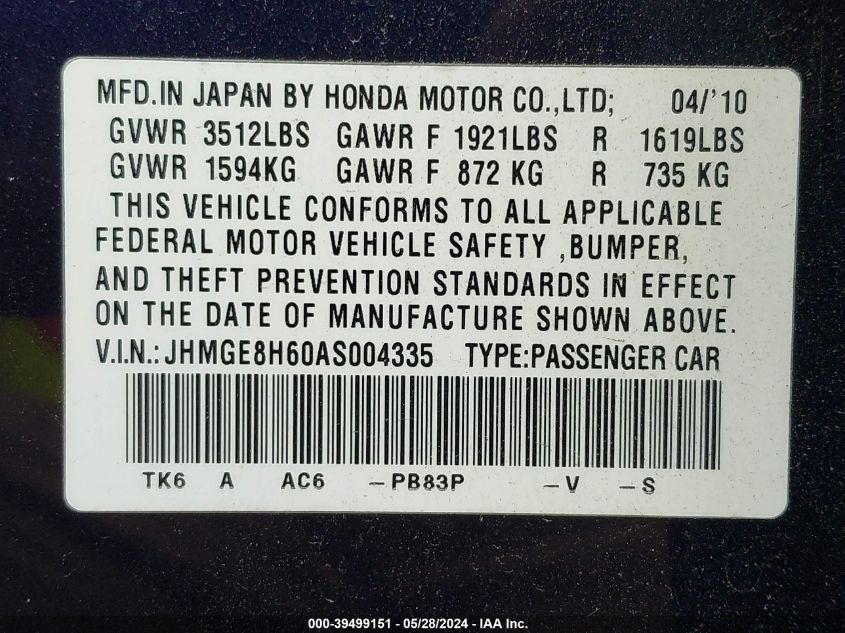 MFD.IN JAPAN BY HONDA MOTOR CO.,LTD; 04/'10
GVWR 3512LBS GAWR F 1921LBS R 1619LBS
GVWR 1594KG GAWR F 872 KG R 735 KG
THIS VEHICLE CONFORMS TO ALL APPLICABLE
FEDERAL MOTOR VEHICLE SAFETY ,BUMPER,
AND THEFT PREVENTION STANDARDS IN EFFECT
ON THE DATE OF MANUFACTURE SHOWN ABOVE.
V.I.N.: JHMGE8H60AS004335 TYPE:PASSENGER CAR
TK6 A AC6 -PB83P -V -S
000-39499151 - 05/28/2024 - IAA Inc.